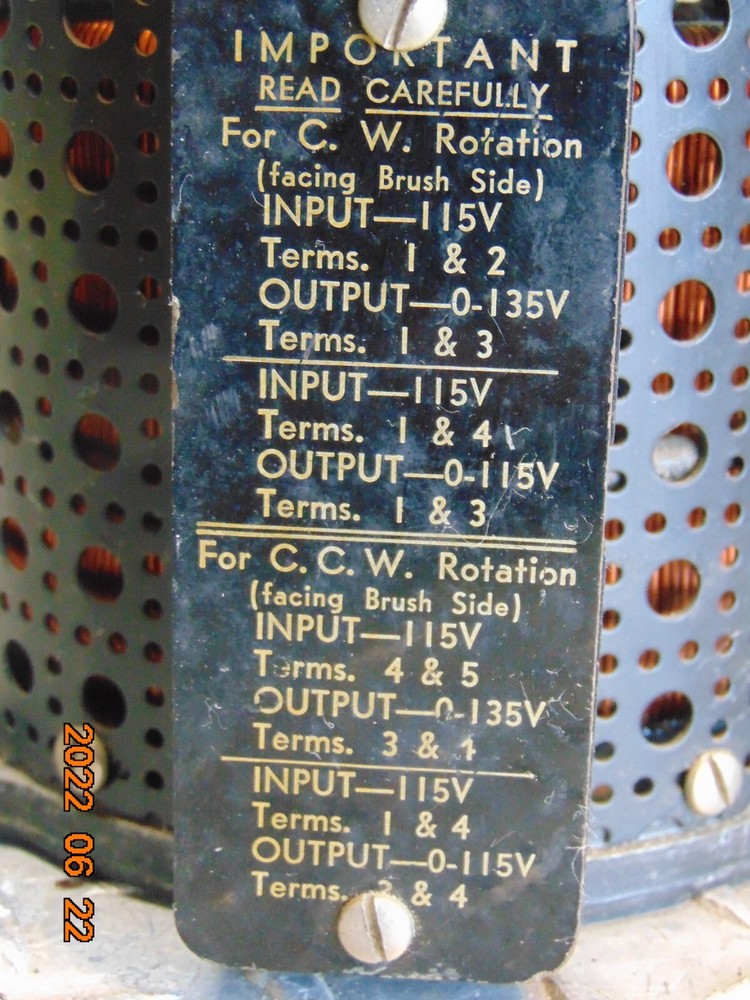 IMPORTANT
READ CAREFULLY
For C. W. Rotation
(facing Brush Side)
INPUT—115V
Terms. 1 & 2
OUTPUT—0-135V
Terms. 1 & 3
INPUT—115V
Terms. 1 & 4
OUTPUT—0-115V
Terms. 1 & 3
For C. C. W. Rotation
(facing Brush Side)
INPUT—115V
Terms. 4 & 5
OUTPUT—0-135V
Terms. 3 & 4
INPUT—115V
Terms. 1 & 4
OUTPUT—0-115V
Terms. 3 & 4
2022 06 22